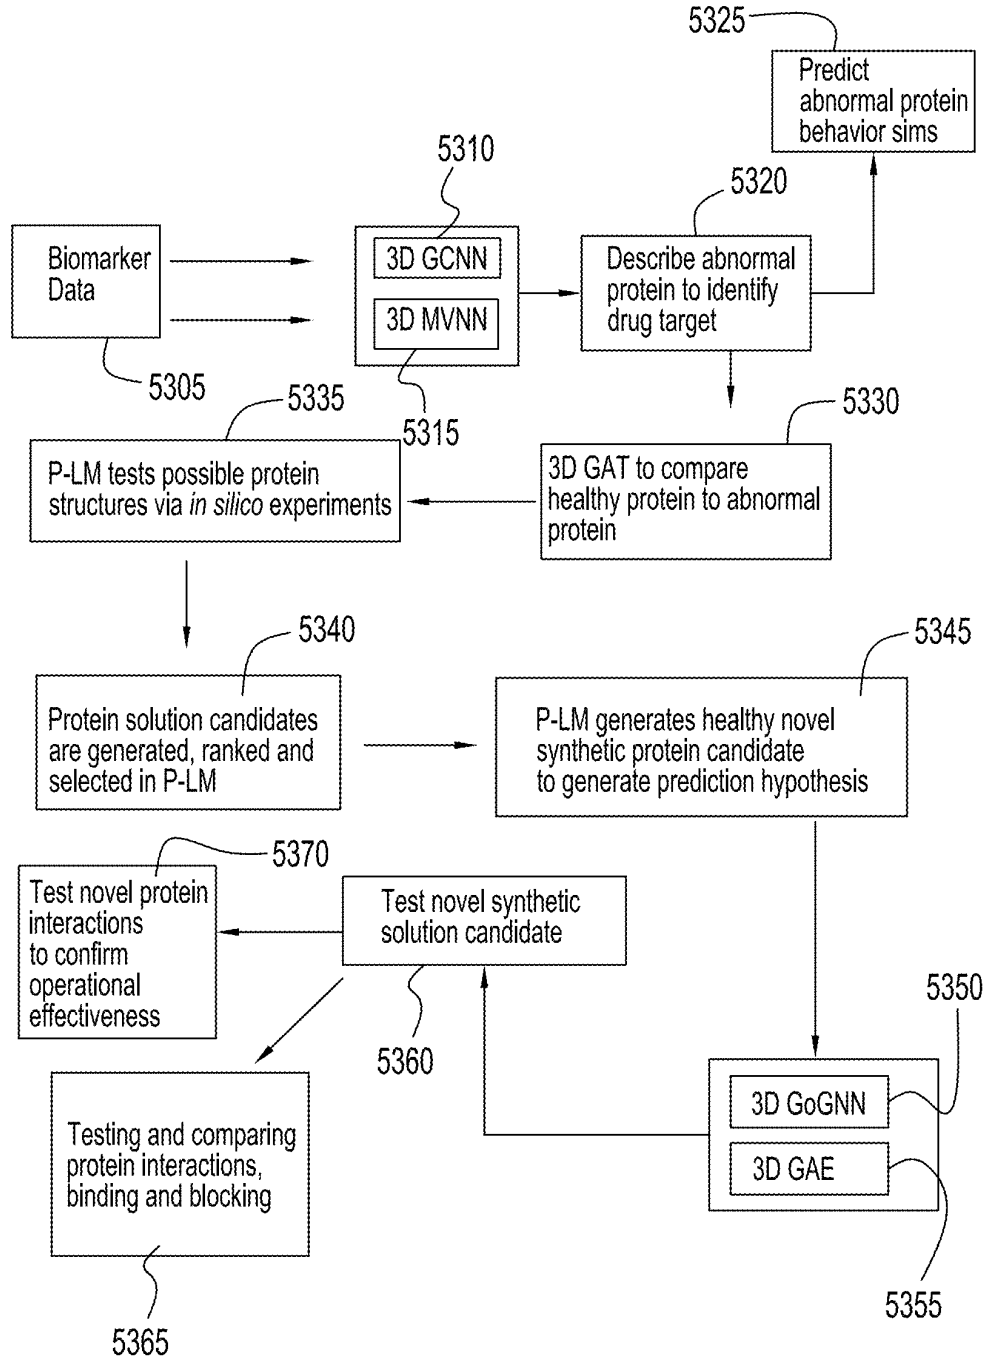 5325
Predict
abnormal protein
behavior sims
5310
5320
Biomarker
Data
3D GCNN
3D MVNN
Describe abnormal
protein to identify
drug target
5305
5315
5335
5330
P-LM tests possible protein
structures via in silico experiments
3D GAT to compare
healthy protein to abnormal
protein
5340
5345
Protein solution candidates
are generated, ranked and
selected in P-LM
P-LM generates healthy novel
synthetic protein candidate
to generate prediction hypothesis
5370
Test novel protein
interactions
to confirm
operational
effectiveness
Test novel synthetic
solution candidate
5360
5350
3D GoGNN
3D GAE
5355
Testing and comparing
protein interactions,
binding and blocking
5365